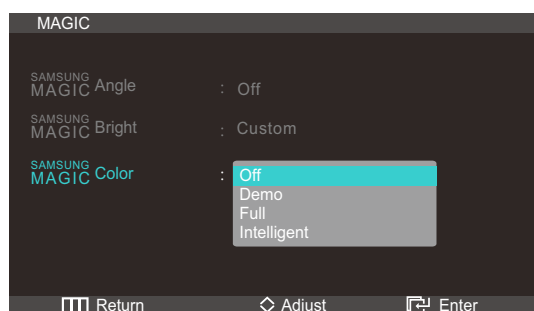 MAGIC
SAMSUNG
MAGIC Angle : Off
SAMSUNG
MAGIC Bright : Custom
SAMSUNG
MAGIC Color : Off
Demo
Full
Intelligent
Return Adjust Enter